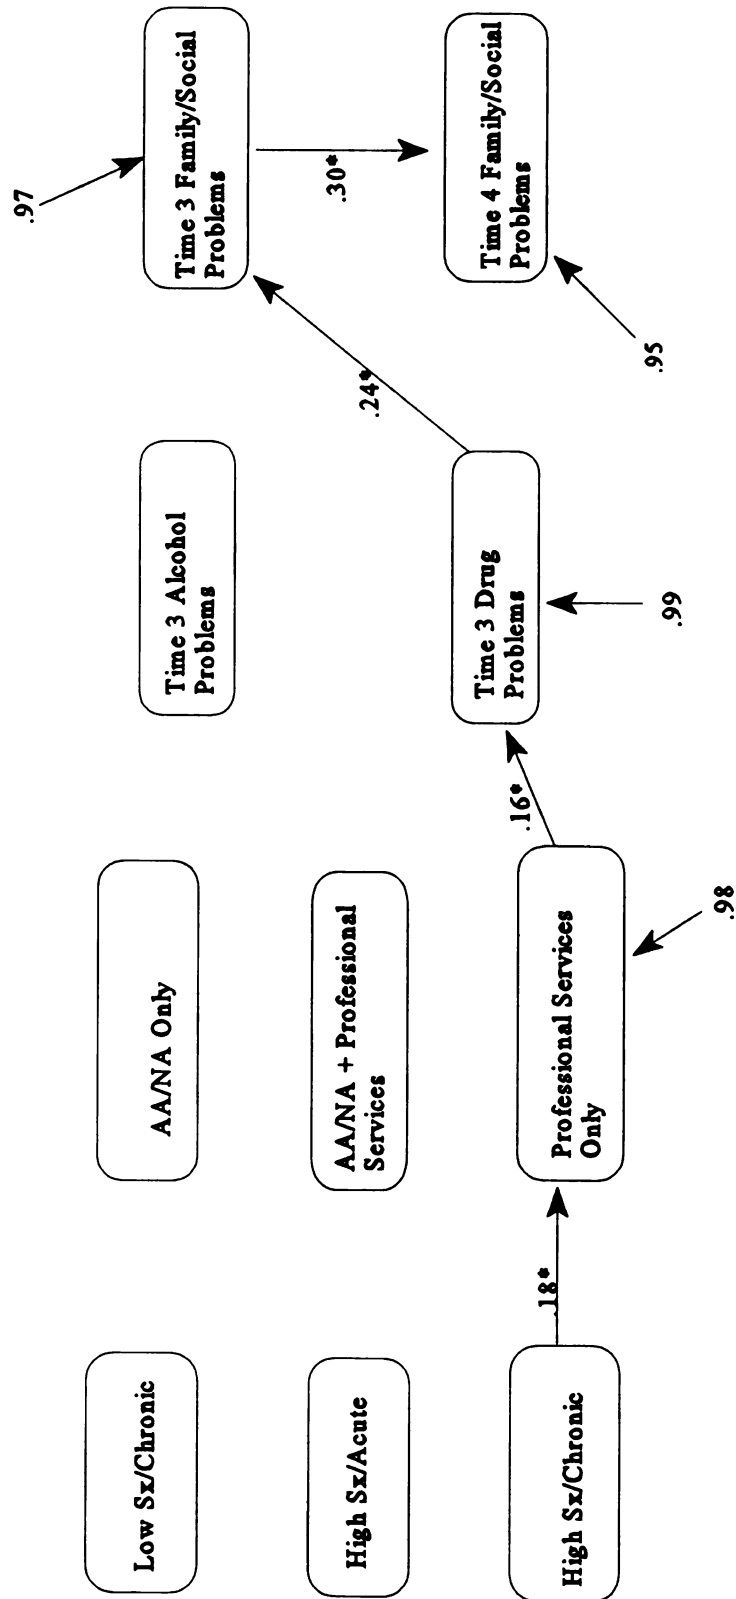 Low Sx/Chronic
High Sx/Acute
High Sx/Chronic
.18*
AA/NA Only
AA/NA + Professional
Services
Professional Services
Only
.98
.16*
Time 3 Alcohol
Problems
Time 3 Drug
Problems
.99
.24*
.97
Time 3 Family/Social
Problems
.30*
Time 4 Family/Social
Problems
.95